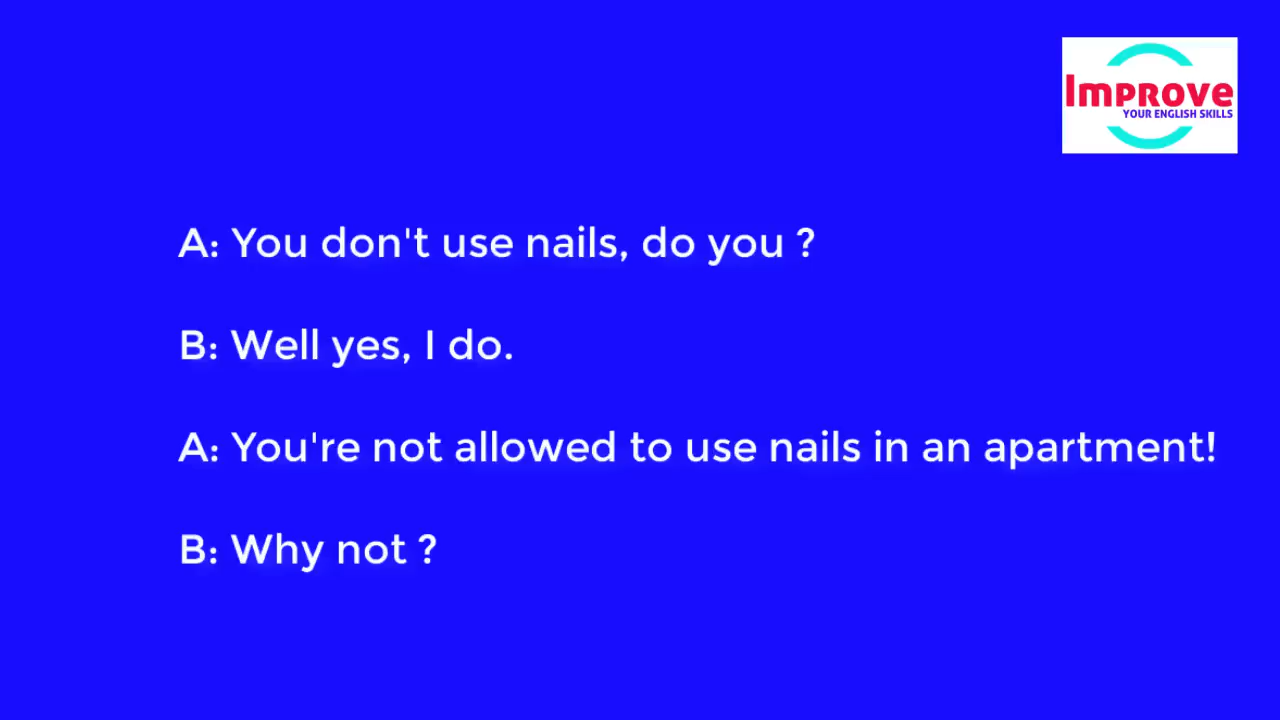 Improve
YOUR ENGLISH SKILLS
A: You don't use nails, do you ?
B: Well yes, I do.
A: You're not allowed to use nails in an apartment!
B: Why not ?